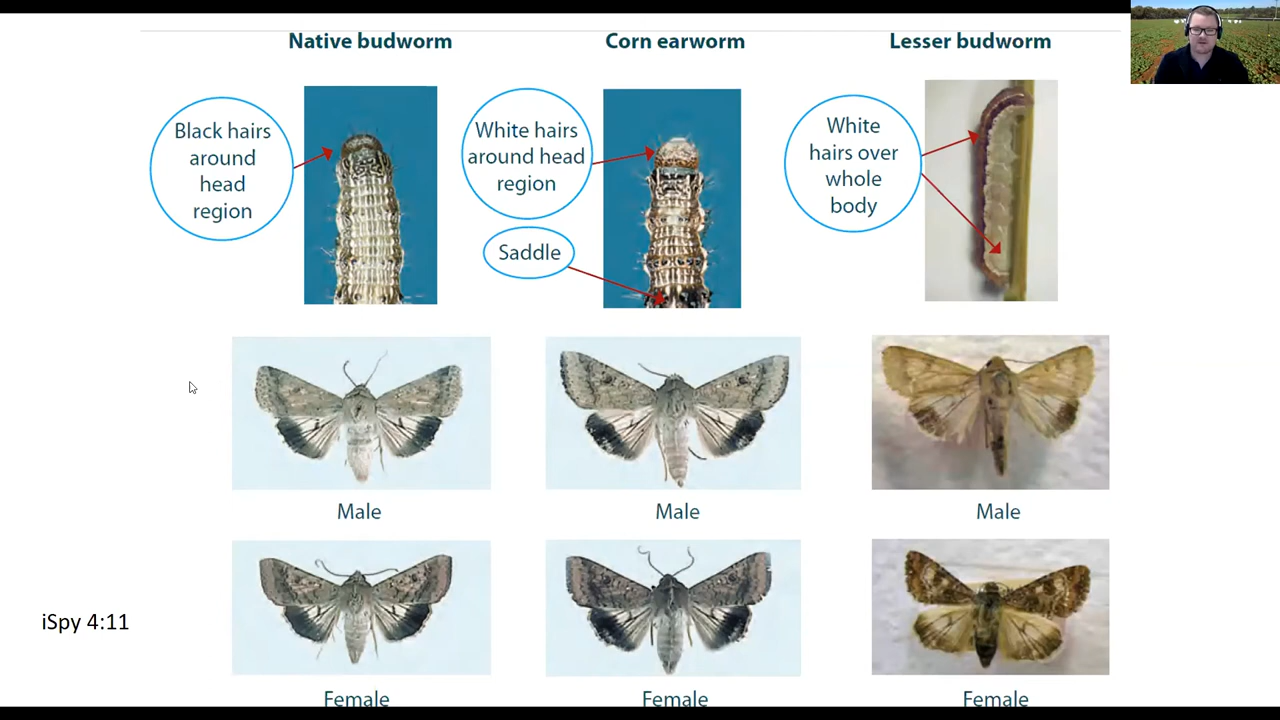 Native budworm
Corn earworm
Lesser budworm
Black hairs
around
head
region
White hairs
around head
region
Saddle
White
hairs over
whole
body
Male
Male
Male
iSpy 4:11
Female
Female
Female